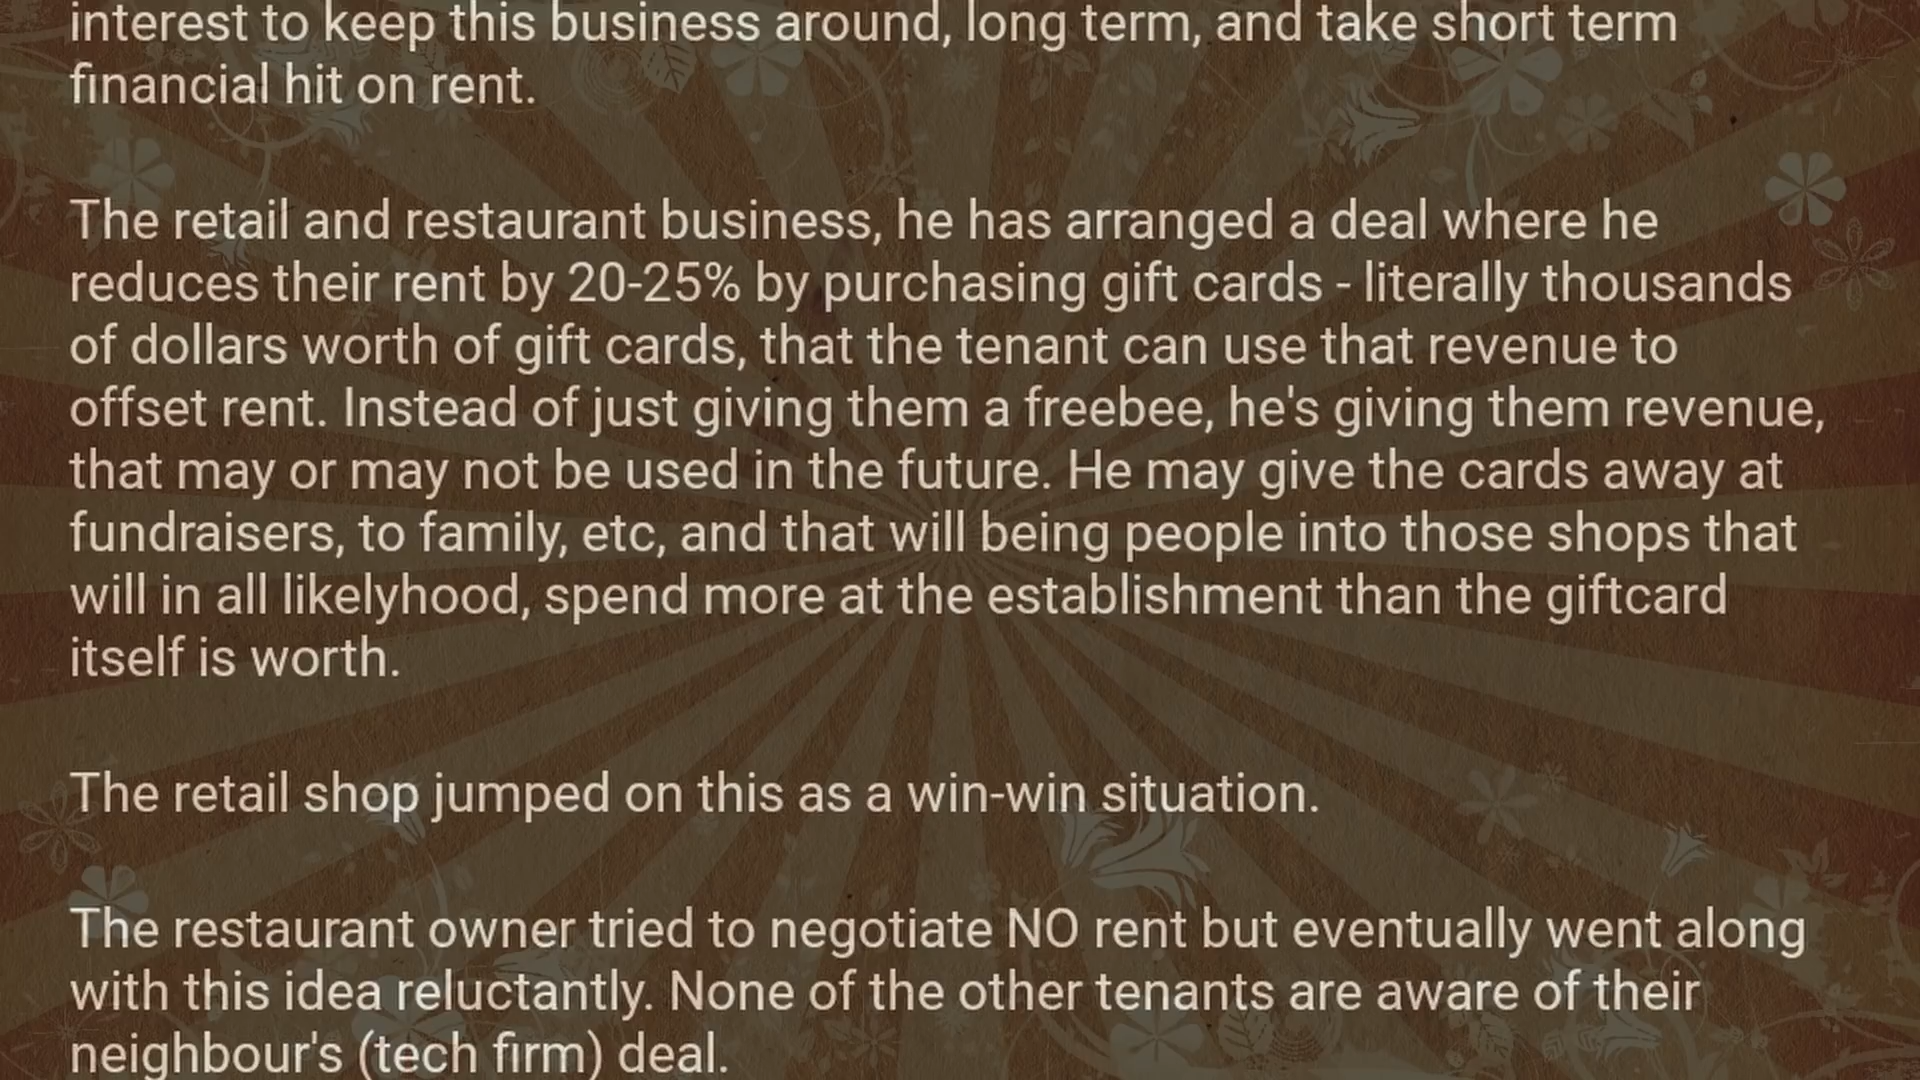 interest to keep this business around, long term, and take short term
financial hit on rent.
The retail and restaurant business, he has arranged a deal where he
reduces their rent by 20-25% by purchasing gift cards - literally thousands
of dollars worth of gift cards, that the tenant can use that revenue to
offset rent. Instead of just giving them a freebee, he's giving them revenue,
that may or may not be used in the future. He may give the cards away at
fundraisers, to family, etc, and that will being people into those shops that
will in all likelyhood, spend more at the establishment than the giftcard
itself is worth.
The retail shop jumped on this as a win-win situation.
The restaurant owner tried to negotiate NO rent but eventually went along
with this idea reluctantly. None of the other tenants are aware of their
neighbour's (tech firm) deal.